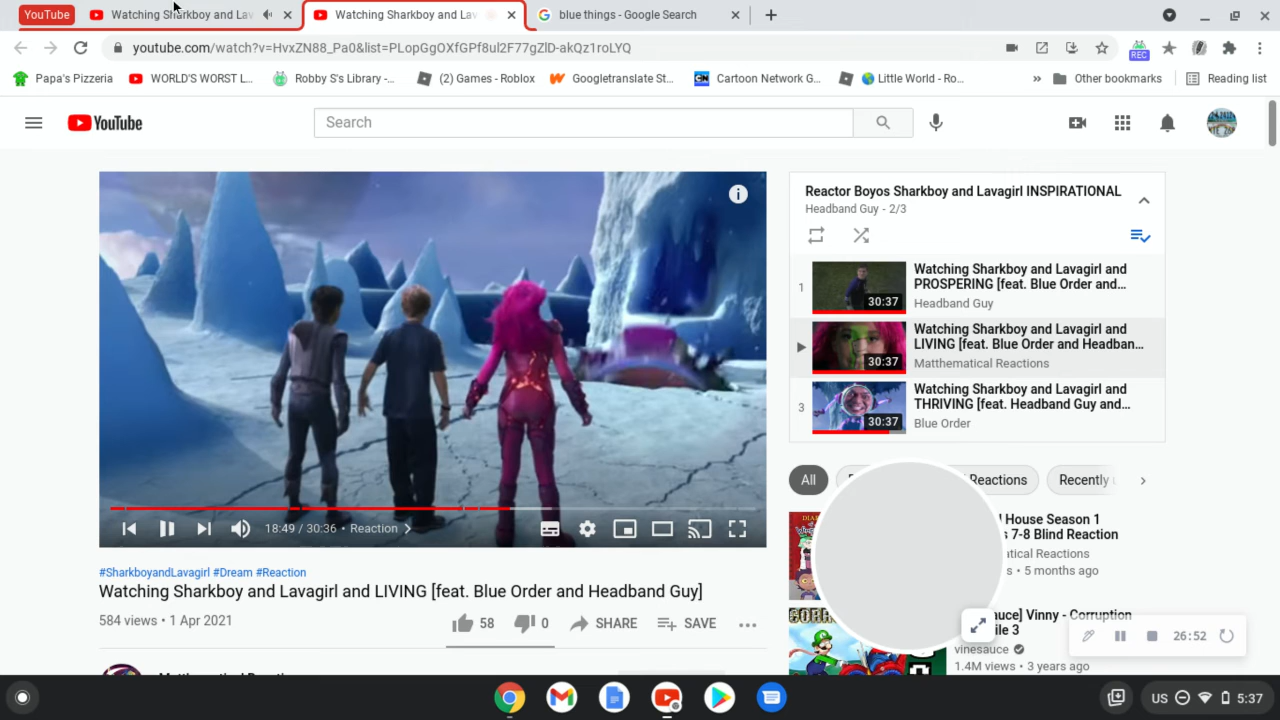 YouTube
Watching Sharkboy and Lav
Watching Sharkboy and Lav
blue things - Google Search
youtube.com/watch?v=HvxZN88_Pa0&list=PLopGgOXfGPf8ul2F77gZlD-akQz1roLYQ
REC
Papa's Pizzeria
WORLD'S WORST L...
Robby S's Library -...
(2) Games - Roblox
Googletranslate St...
CN
Cartoon Network G...
Little World - Ro...
»
Other bookmarks
Reading list
YouTube
Search
Reactor Boyos Sharkboy and Lavagirl INSPIRATIONAL
Headband Guy - 2/3
1
30:37
Watching Sharkboy and Lavagirl and
PROSPERING [feat. Blue Order and...
Headband Guy
30:37
Watching Sharkboy and Lavagirl and
LIVING [feat. Blue Order and Headban...
Matthematical Reactions
3
30:37
Watching Sharkboy and Lavagirl and
THRIVING [feat. Headband Guy and...
Blue Order
18:49 / 30:36 • Reaction
#SharkboyandLavagirl #Dream #Reaction
Watching Sharkboy and Lavagirl and LIVING [feat. Blue Order and Headband Guy]
584 views • 1 Apr 2021
58
0
SHARE
SAVE
All
Reactions
Recently
House Season 1
7-8 Blind Reaction
Reactions
• 5 months ago
Vinny - Corruption
3
vinesauce
1.4M views • 3 years ago
26:52
US
5:37